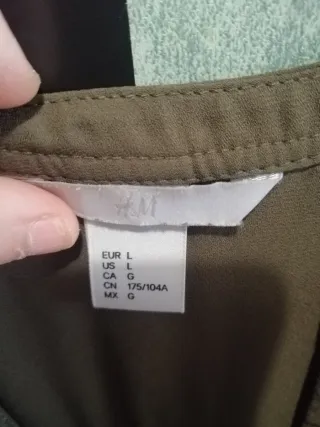 H&M
EUR L
US L
CA G
CN 175/104A
MX G